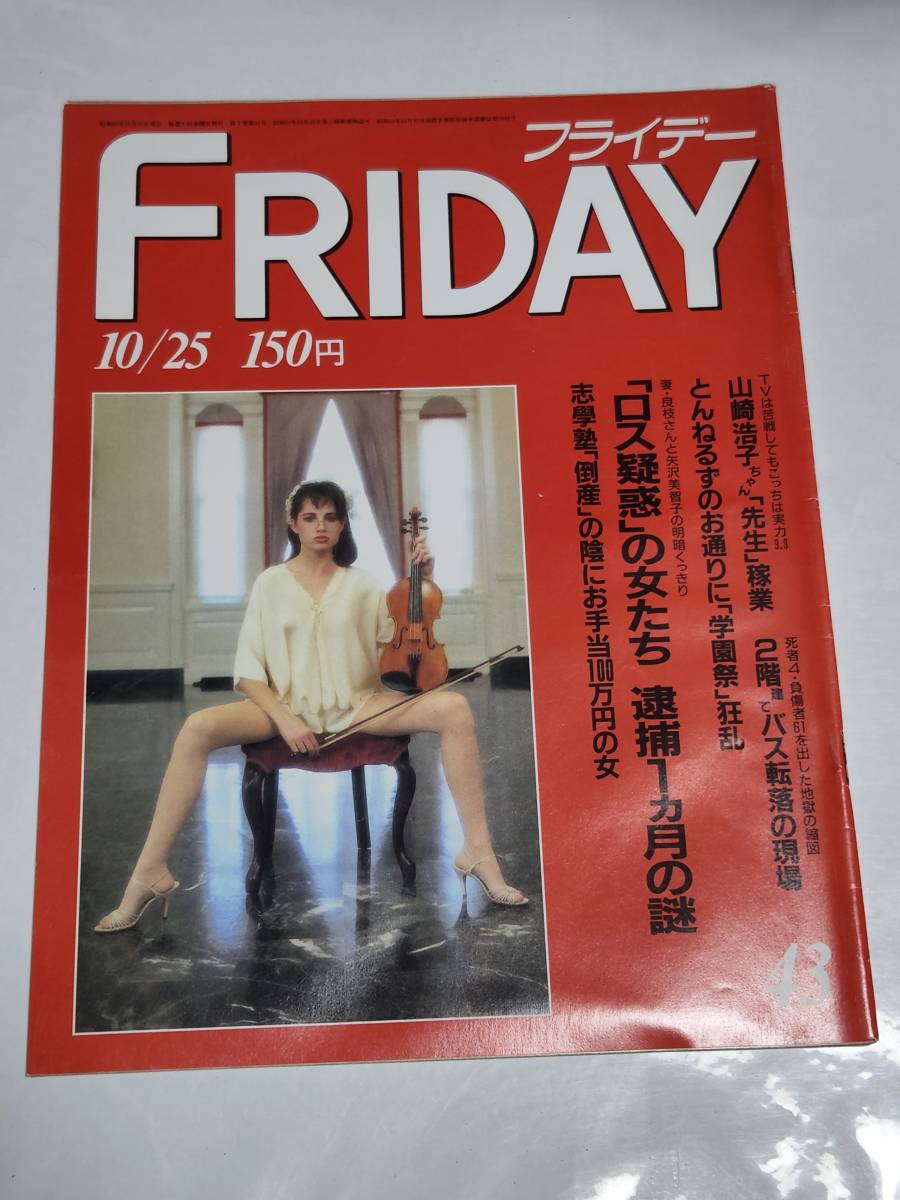 フライデー
FRIDAY
10/25 150円
TVは苦戦してもこっちは実力9.9
山崎浩子ちゃん「先生」稼業
死者4・負傷者61を出した地獄の縮図
2階建てバス転落の現場
とんねるずのお通りに「学園祭」狂乱
妻・良枝さんと矢沢美智子の明暗くっきり
「ロス疑惑」の女たち 逮捕1ヵ月の謎
志學塾「倒産」の陰にお手当100万円の女
43